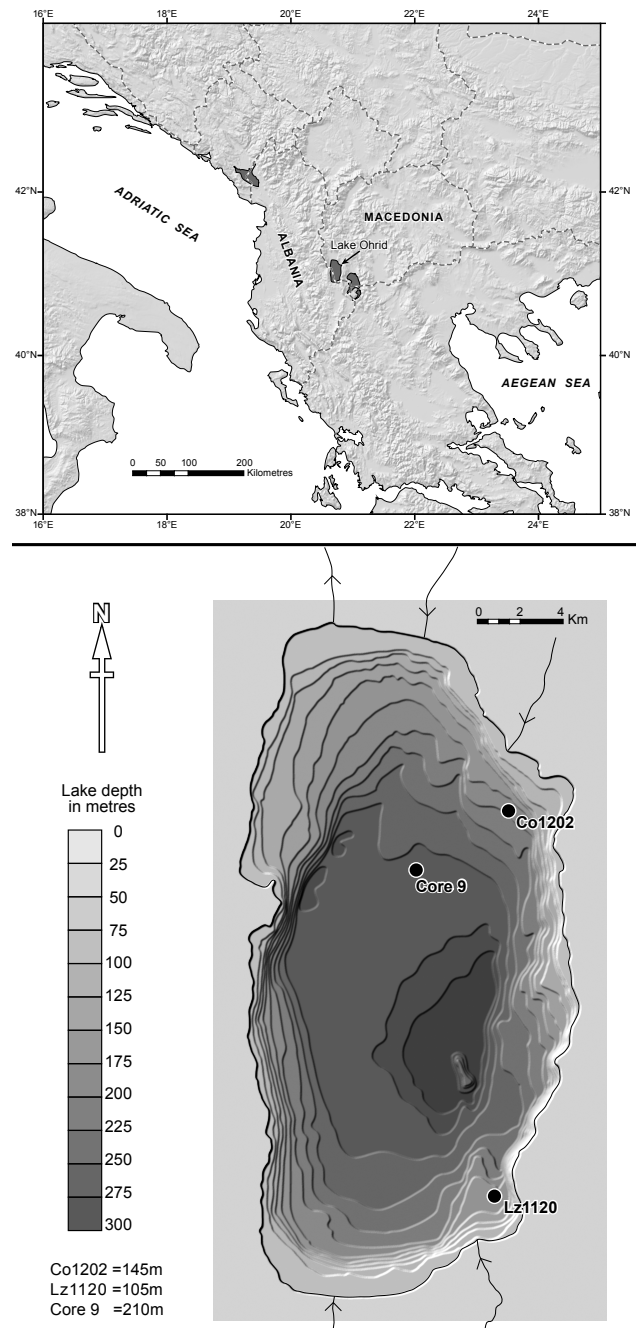 16°E 18°E 20°E 22°E 24°E
42°N 42°N
ADRIATIC SEA
MACEDONIA
ALBANIA
Lake Ohrid
40°N 40°N
AEGEAN SEA
0 50 100 200
Kilometres
38°N 38°N
16°E 18°E 20°E 22°E 24°E
N
0 2 4
Km
Lake depth
in metres
0
25
50
75
100
125
150
175
200
225
250
275
300
Co1202
Core 9
Lz1120
Co1202 =145m
Lz1120 =105m
Core 9 =210m